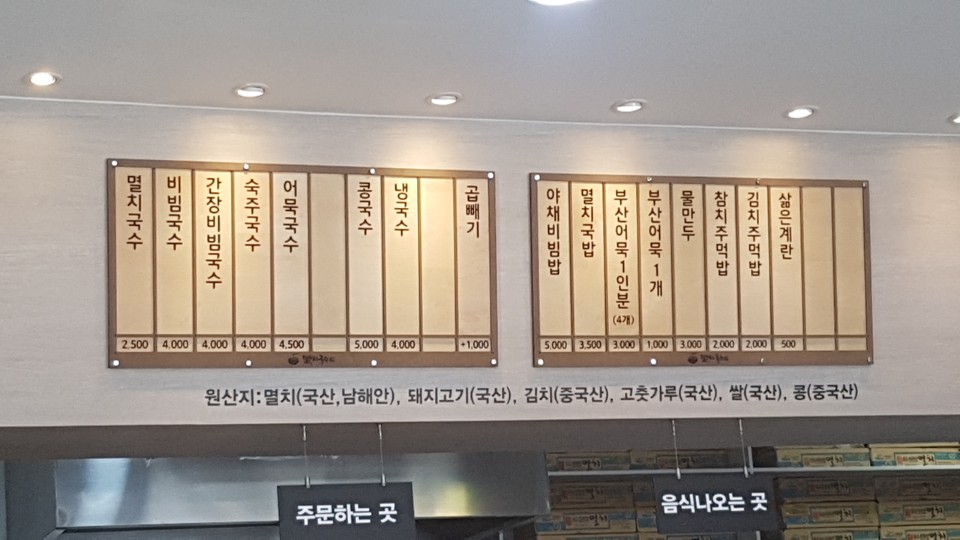 멸치국수 2,500
비빔국수 4,000
간장비빔국수 4,000
숙주국수 4,000
어묵국수 4,500
콩국수 5,000
냉국수 4,000
곱빼기 +1,000
야채비빔밥 5,000
멸치국밥 3,500
부산어묵1인분 (4개) 3,000
부산어묵1개 1,000
물만두 3,000
참치주먹밥 2,000
김치주먹밥 2,000
삶은계란 500
원산지:멸치(국산,남해안), 돼지고기(국산), 김치(중국산), 고춧가루(국산), 쌀(국산), 콩(중국산)
주문하는 곳
음식나오는 곳